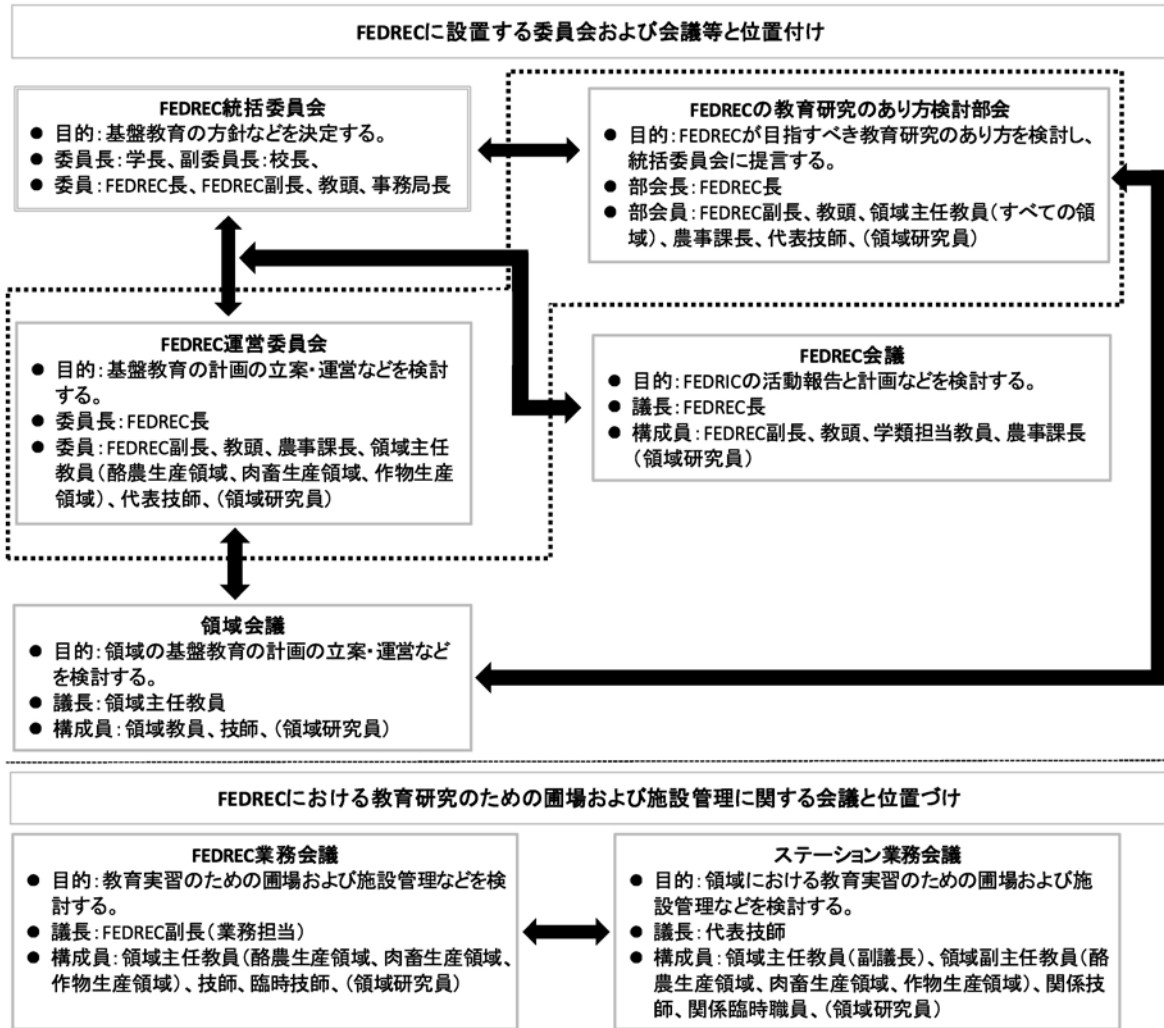 FEDRECに設置する委員会および会議等と位置付け
FEDREC統括委員会
● 目的：基盤教育の方針などを決定する。
● 委員長：学長、副委員長：校長、
● 委員：FEDREC長、FEDREC副長、教頭、事務局長
FEDRECの教育研究のあり方検討部会
● 目的：FEDRECが目指すべき教育研究のあり方を検討し、
統括委員会に提言する。
● 部会長：FEDREC長
● 部会員：FEDREC副長、教頭、領域主任教員（すべての領
域）、農事課長、代表技師、（領域研究員）
FEDREC運営委員会
● 目的：基盤教育の計画の立案・運営などを検討
する。
● 委員長：FEDREC長
● 委員：FEDREC副長、教頭、農事課長、領域主任
教員（酪農生産領域、肉畜生産領域、作物生産
領域）、代表技師、（領域研究員）
FEDREC会議
● 目的：FEDRICの活動報告と計画などを検討する。
● 議長：FEDREC長
● 構成員：FEDREC副長、教頭、学類担当教員、農事課長
（領域研究員）
領域会議
● 目的：領域の基盤教育の計画の立案・運営など
を検討する。
● 議長：領域主任教員
● 構成員：領域教員、技師、（領域研究員）
FEDRECにおける教育研究のための圃場および施設管理に関する会議と位置づけ
FEDREC業務会議
● 目的：教育実習のための圃場および施設管理などを検
討する。
● 議長：FEDREC副長（業務担当）
● 構成員：領域主任教員（酪農生産領域、肉畜生産領域、
作物生産領域）、技師、臨時技師、（領域研究員）
ステーション業務会議
● 目的：領域における教育実習のための圃場および施
設管理などを検討する。
● 議長：代表技師
● 構成員：領域主任教員（副議長）、領域副主任教員（酪
農生産領域、肉畜生産領域、作物生産領域）、関係技
師、関係臨時職員、（領域研究員）